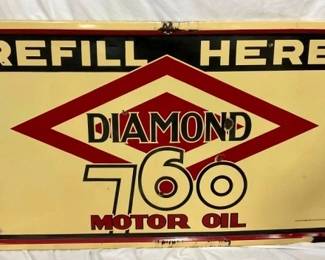 REFILL HERE
DIAMOND
760
MOTOR OIL